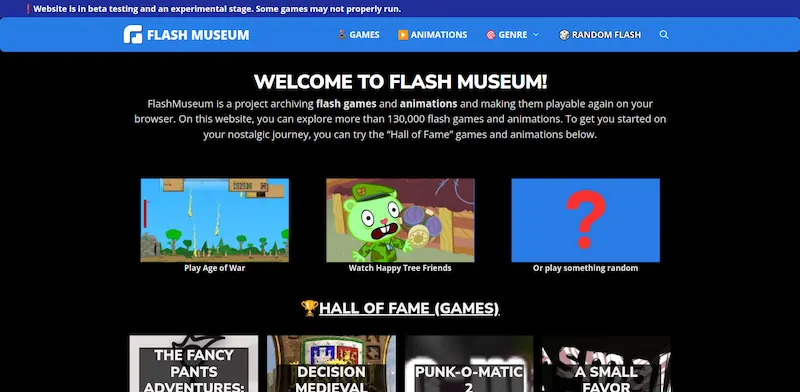 Website is in beta testing and an experimental stage. Some games may not properly run.
FLASH MUSEUM
GAMES
ANIMATIONS
GENRE
RANDOM FLASH
WELCOME TO FLASH MUSEUM!
FlashMuseum is a project archiving flash games and animations and making them playable again on your
browser. On this website, you can explore more than 130,000 flash games and animations. To get you started on
your nostalgic journey, you can try the “Hall of Fame” games and animations below.
?
Play Age of War
Watch Happy Tree Friends
Or play something random
HALL OF FAME (GAMES)
THE FANCY
PANTS
ADVENTURES:
DECISION
MEDIEVAL
PUNK-O-MATIC
2
A SMALL
FAVOR